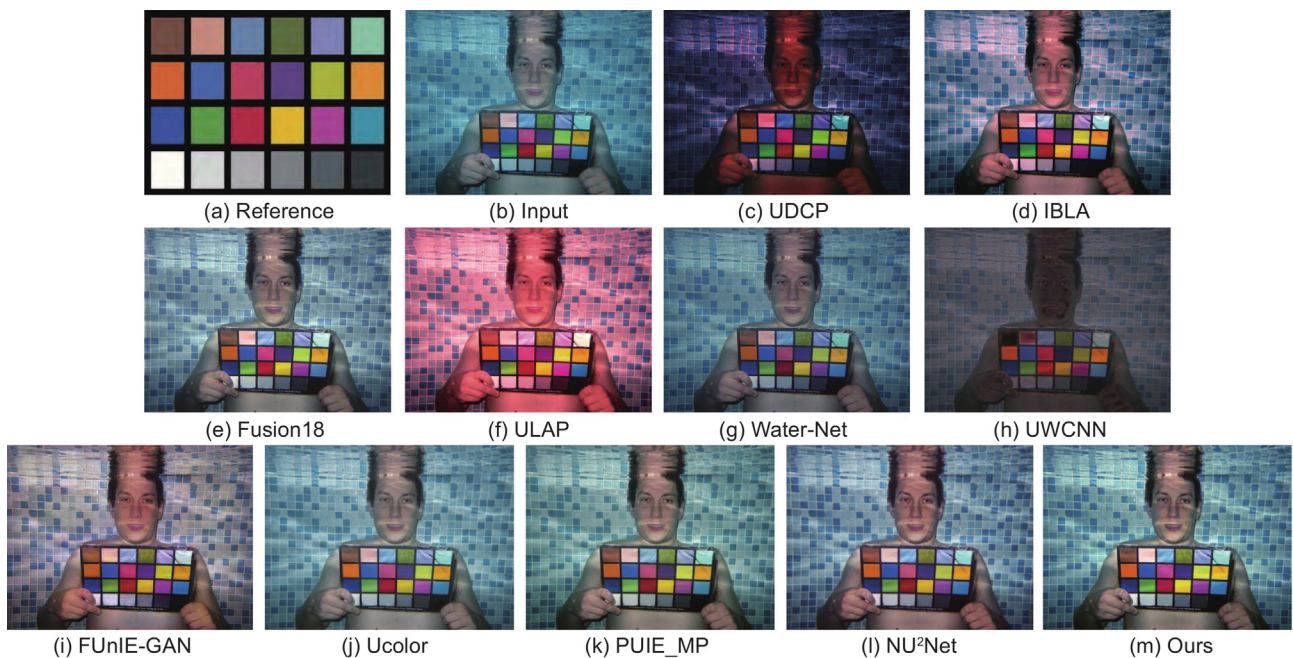 (a) Reference
(b) Input
(c) UDCP
(d) IBLA
(e) Fusion18
(f) ULAP
(g) Water-Net
(h) UWCNN
(i) FUnIE-GAN
(j) Ucolor
(k) PUIE_MP
(l) NU²Net
(m) Ours